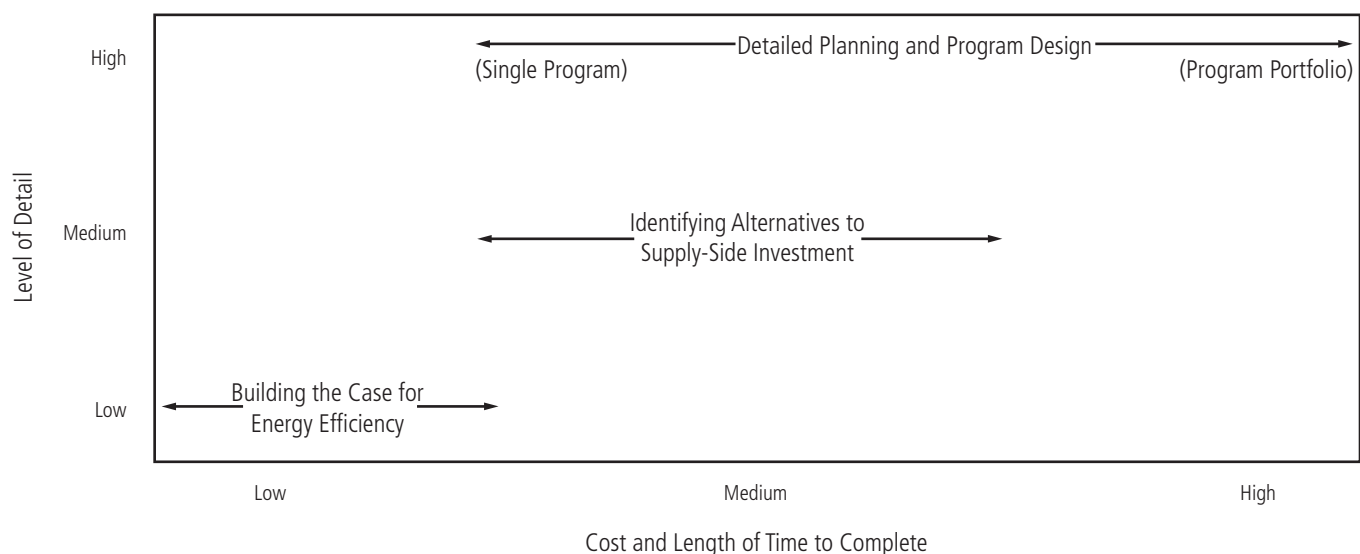 High
Detailed Planning and Program Design
(Single Program)
(Program Portfolio)
Level of Detail
Medium
Identifying Alternatives to
Supply-Side Investment
Low
Building the Case for
Energy Efficiency
Low
Medium
High
Cost and Length of Time to Complete